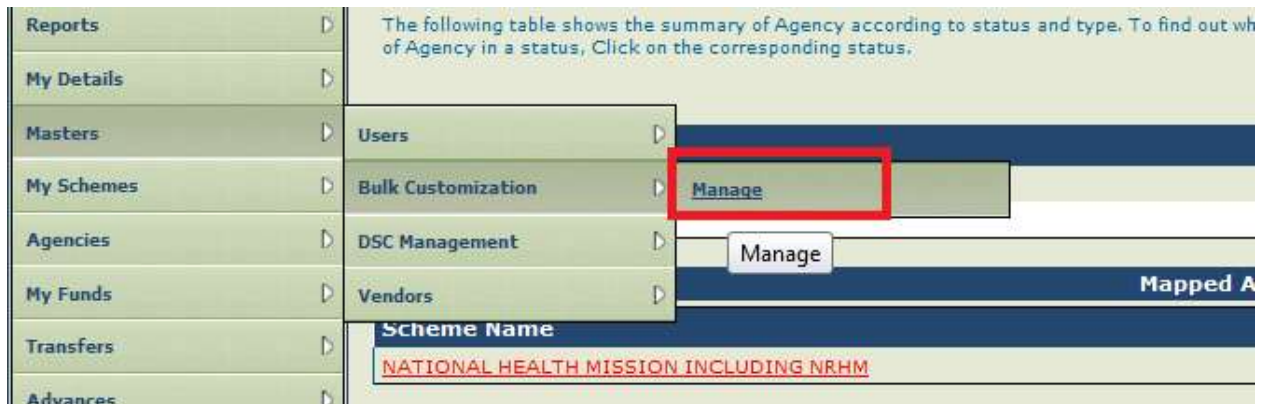 Reports
My Details
Masters
My Schemes
Agencies
My Funds
Transfers
Advances
Users
Bulk Customization
DSC Management
Vendors
Manage
Manage
The following table shows the summary of Agency according to status and type. To find out wh
of Agency in a status, Click on the corresponding status.
Mapped A
Scheme Name
NATIONAL HEALTH MISSION INCLUDING NRHM